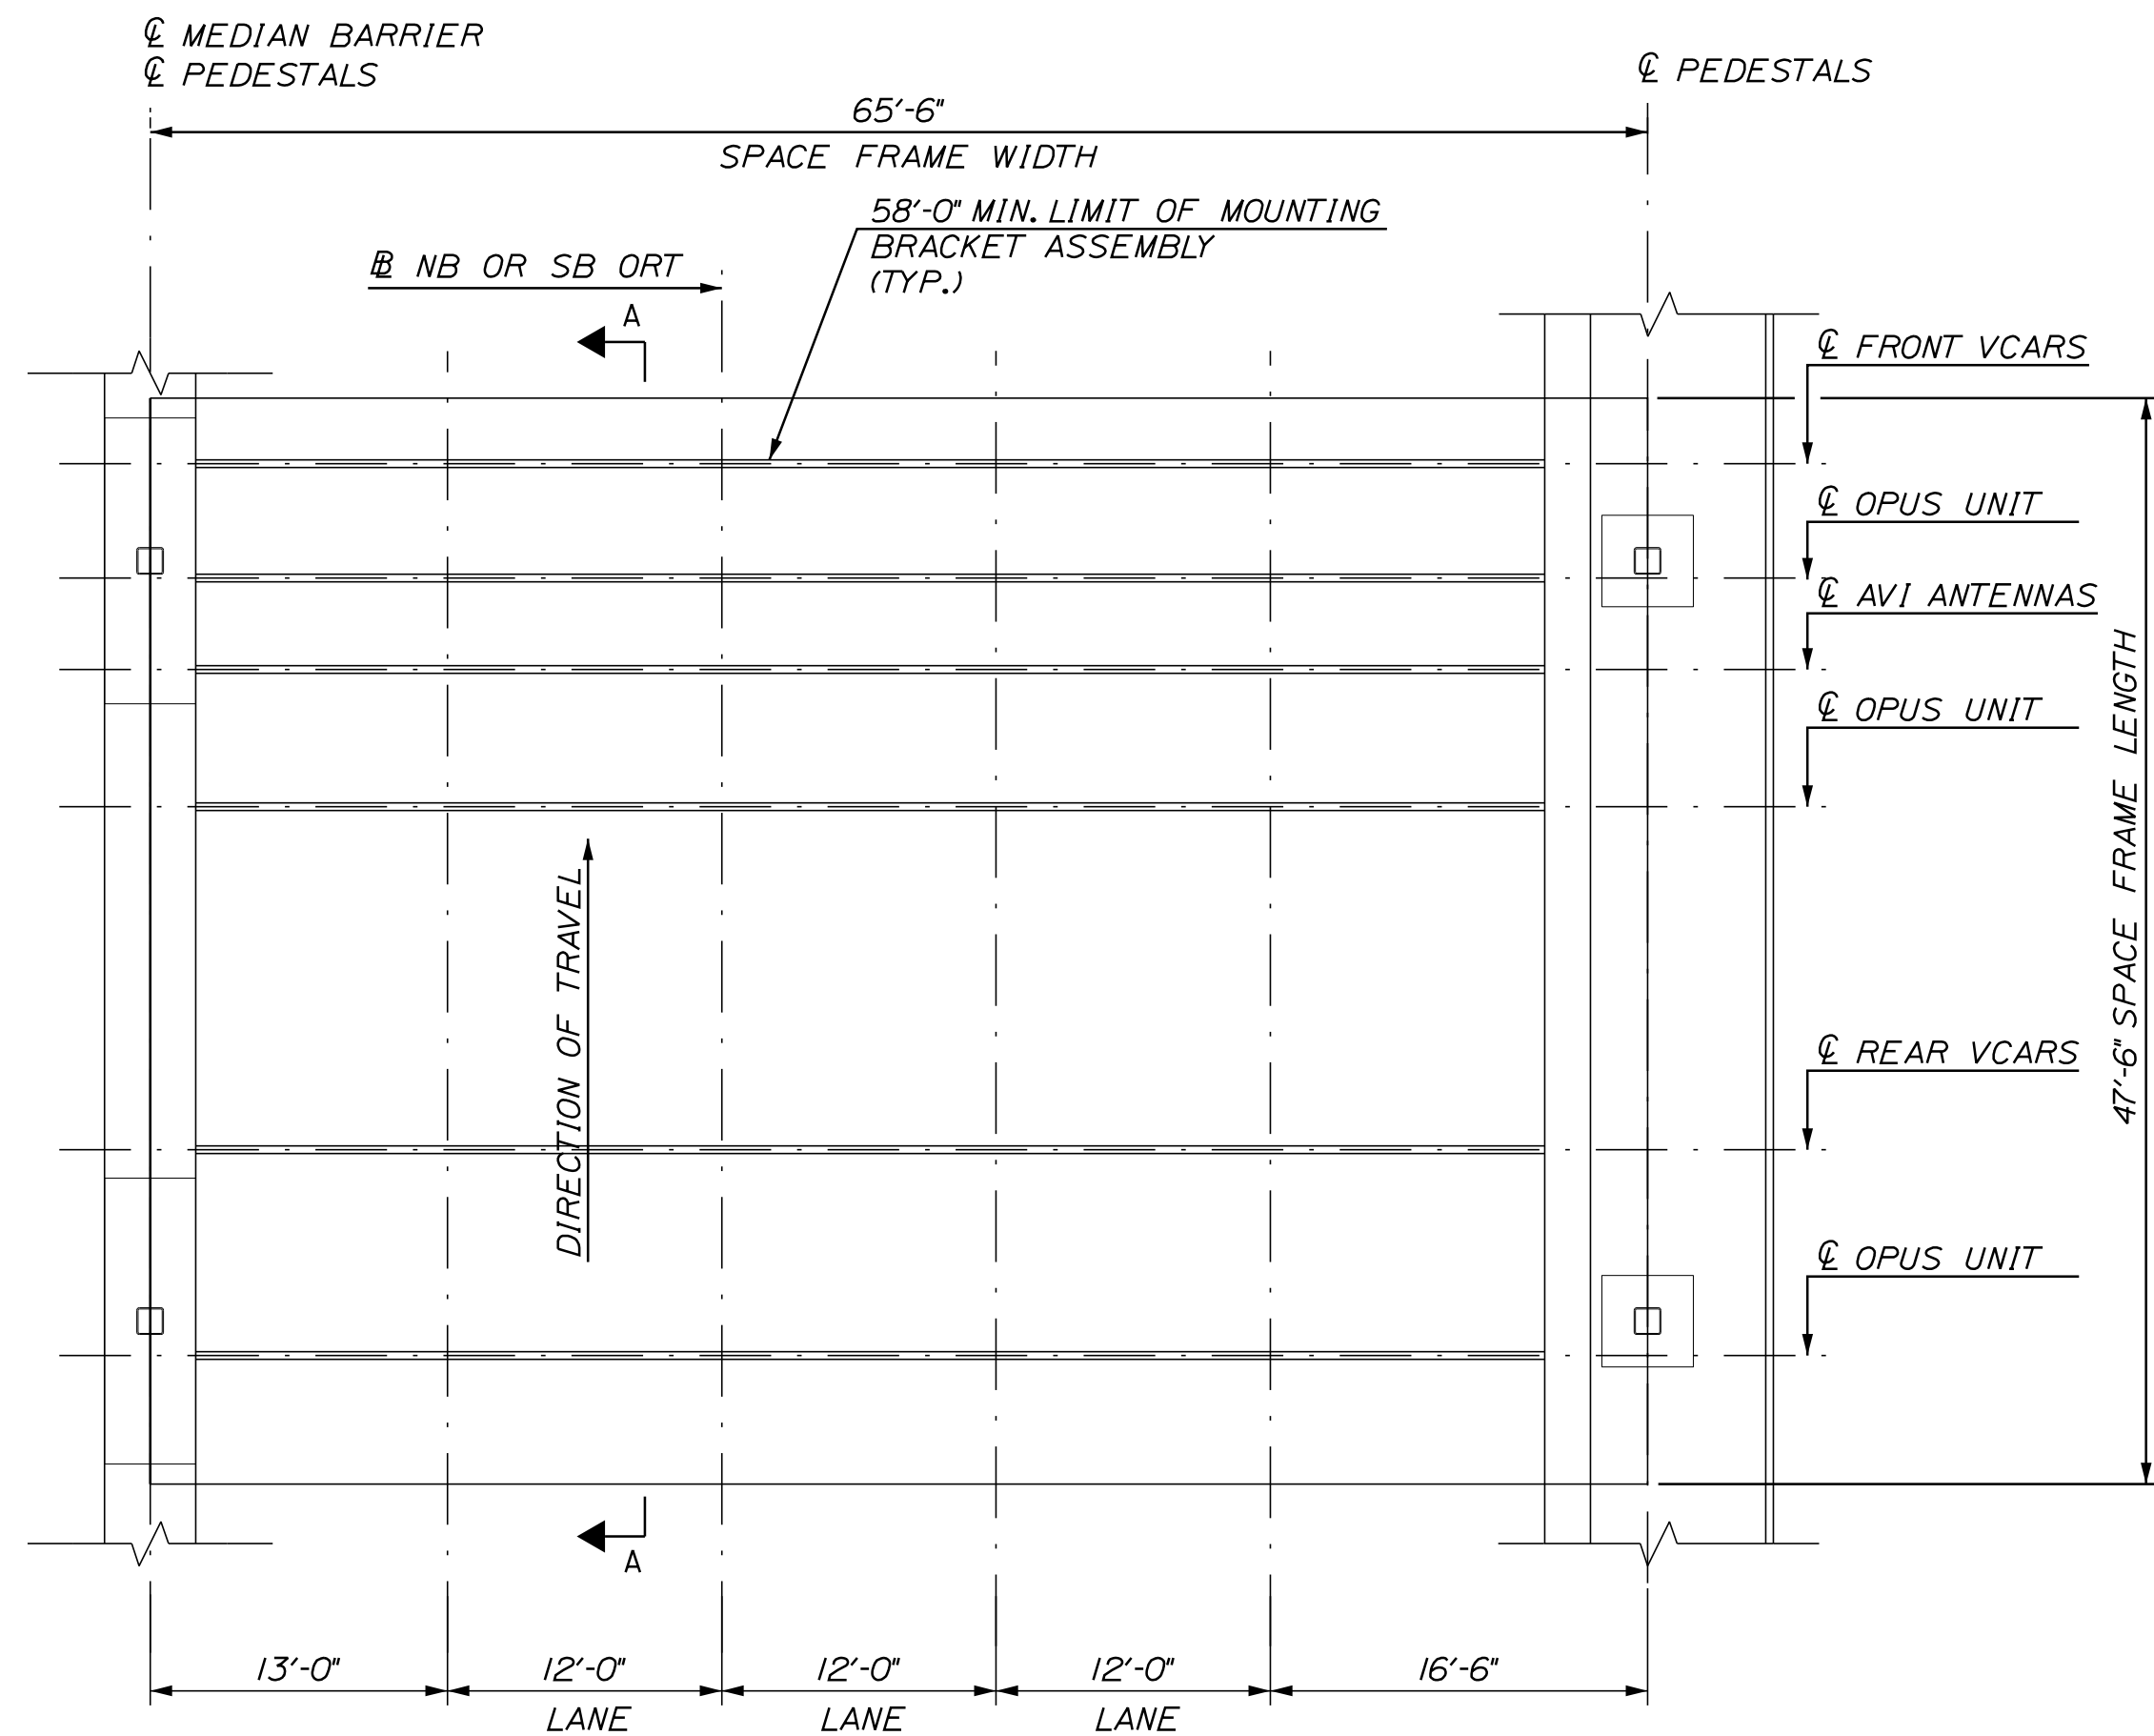 ℄ MEDIAN BARRIER
℄ PEDESTALS
℄ PEDESTALS
65'-6"
SPACE FRAME WIDTH
58'-0" MIN. LIMIT OF MOUNTING
BRACKET ASSEMBLY
(TYP.)
BL NB OR SB ORT
A
℄ FRONT VCARS
℄ OPUS UNIT
℄ AVI ANTENNAS
℄ OPUS UNIT
47'-6" SPACE FRAME LENGTH
DIRECTION OF TRAVEL
℄ REAR VCARS
℄ OPUS UNIT
A
13'-0"
12'-0"
LANE
12'-0"
LANE
12'-0"
LANE
16'-6"